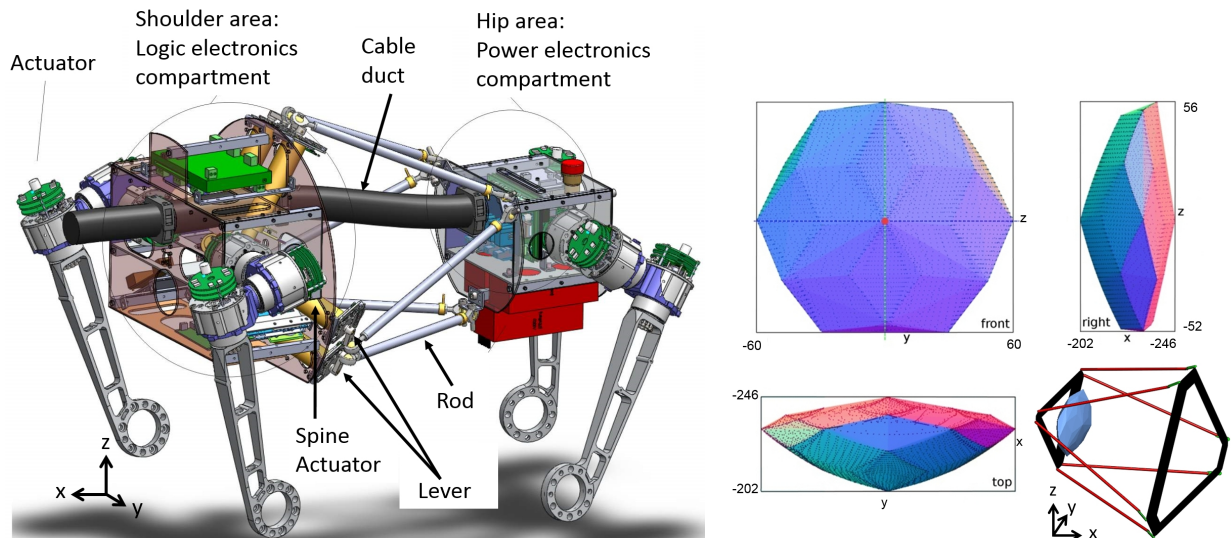 Actuator
Shoulder area:
Logic electronics
compartment
Cable
duct
Hip area:
Power electronics
compartment
Spine
Actuator
Rod
Lever
z
x
y
z
front
y
-60
60
56
z
right
-52
x
-202
-246
-246
x
-202
top
y
z
y
x